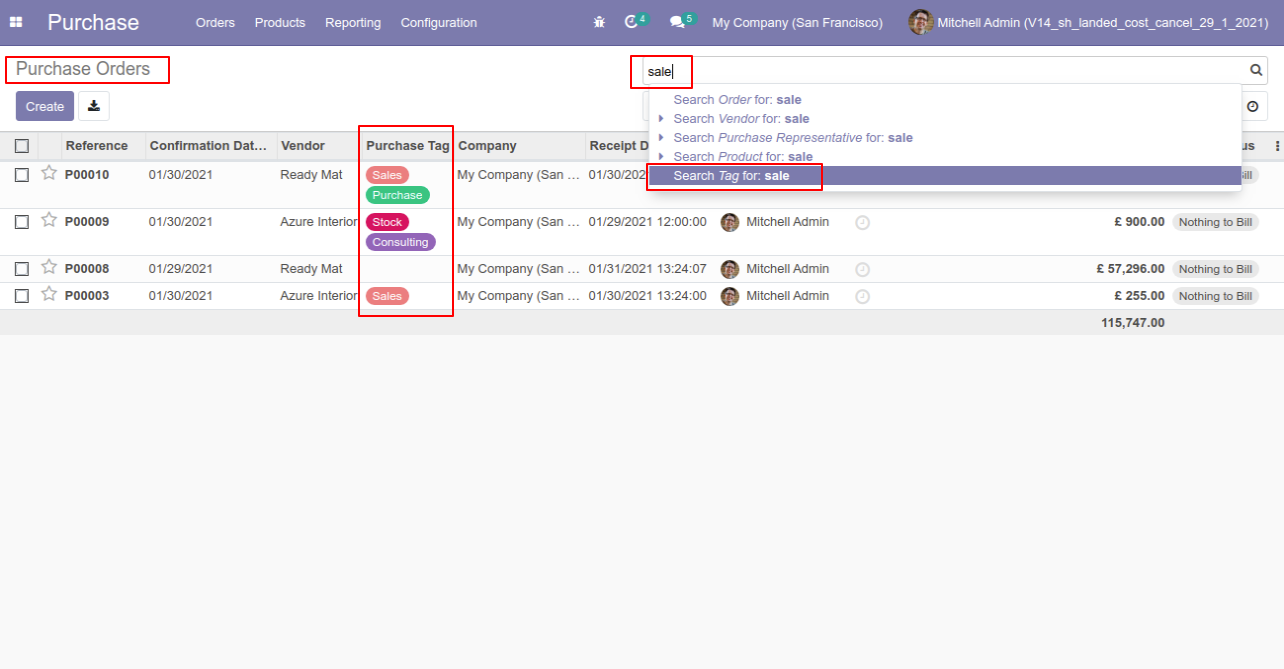 Purchase Orders Products Reporting Configuration 4 5 My Company (San Francisco) Mitchell Admin (V14_sh_landed_cost_cancel_29_1_2021)
Purchase Orders
sale
Create
Search Order for: sale
Search Vendor for: sale
Search Purchase Representative for: sale
Search Product for: sale
Search Tag for: sale
Reference Confirmation Dat... Vendor Purchase Tag Company Receipt D us
P00010 01/30/2021 Ready Mat Sales My Company (San ... 01/30/202 ill
Purchase
P00009 01/29/2021 Azure Interior Stock My Company (San ... 01/29/2021 12:00:00 Mitchell Admin £ 900.00 Nothing to Bill
Consulting
P00008 01/29/2021 Ready Mat My Company (San ... 01/31/2021 13:24:07 Mitchell Admin £ 57,296.00 Nothing to Bill
P00003 01/30/2021 Azure Interior Sales My Company (San ... 01/30/2021 13:24:00 Mitchell Admin £ 255.00 Nothing to Bill
115,747.00